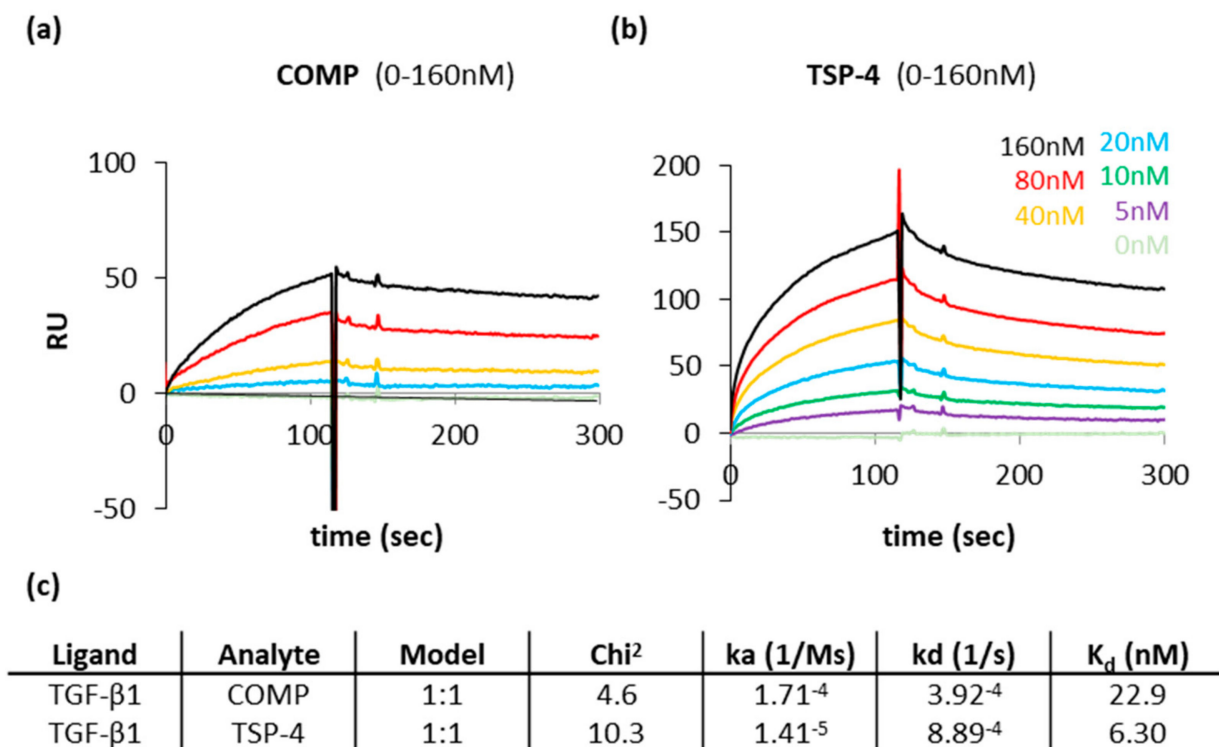 (a)
COMP (0-160nM)
100
50
0
-50
RU
0
100
200
300
time (sec)
(b)
TSP-4 (0-160nM)
160nM 20nM
80nM 10nM
40nM 5nM
0nM
200
150
100
50
0
-50
0
100
200
300
time (sec)
(c)
Ligand Analyte Model Chi² ka (1/Ms) kd (1/s) K_d (nM)
TGF-β1 COMP 1:1 4.6 1.71⁻⁴ 3.92⁻⁴ 22.9
TGF-β1 TSP-4 1:1 10.3 1.41⁻⁵ 8.89⁻⁴ 6.30